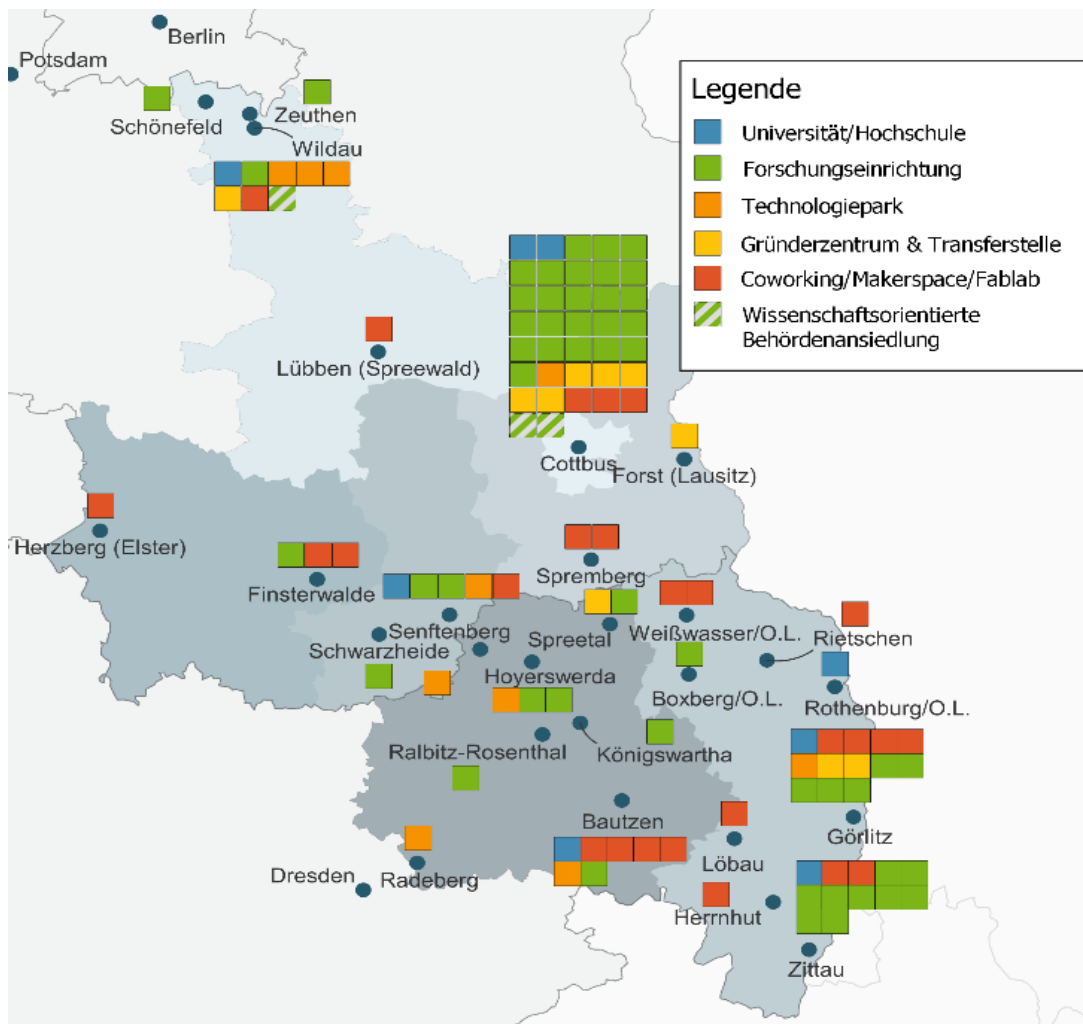 Berlin
Potsdam
Zeuthen
Schönefeld
Wildau
Legende
Universität/Hochschule
Forschungseinrichtung
Technologiepark
Gründerzentrum & Transferstelle
Coworking/Makerspace/Fablab
Wissenschaftsorientierte
Behördenansiedlung
Lübben (Spreewald)
Cottbus
Forst (Lausitz)
Herzberg (Elster)
Finsterwalde
Spremberg
Senftenberg
Spreetal
Weißwasser/O.L.
Rietschen
Schwarzheide
Hoyerswerda
Boxberg/O.L.
Rothenburg/O.L.
Ralbitz-Rosenthal
Königswartha
Bautzen
Görlitz
Löbau
Dresden
Radeberg
Herrnhut
Zittau